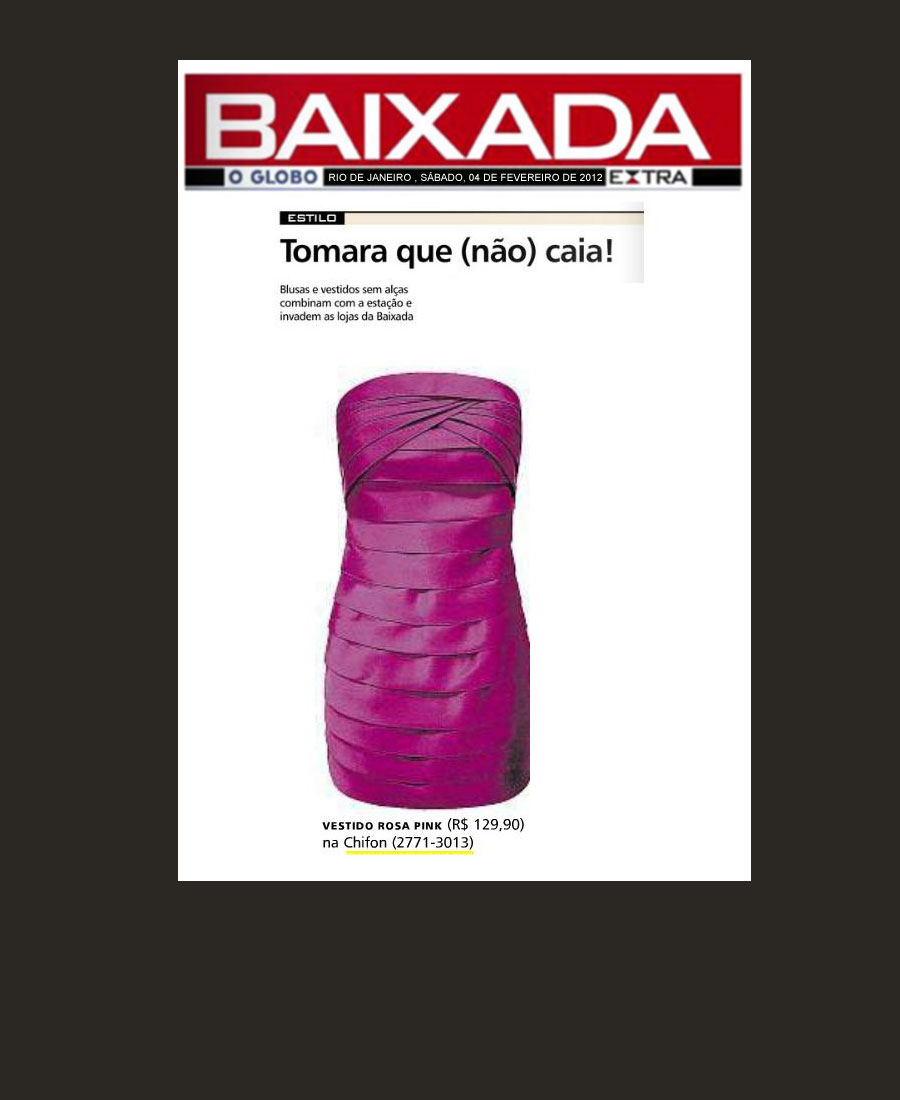 BAIXADA
O GLOBO RIO DE JANEIRO , SÁBADO, 04 DE FEVEREIRO DE 2012 EXTRA
ESTILO
Tomara que (não) caia!
Blusas e vestidos sem alças
combinam com a estação e
invadem as lojas da Baixada
VESTIDO ROSA PINK (R$ 129,90)
na Chifon (2771-3013)